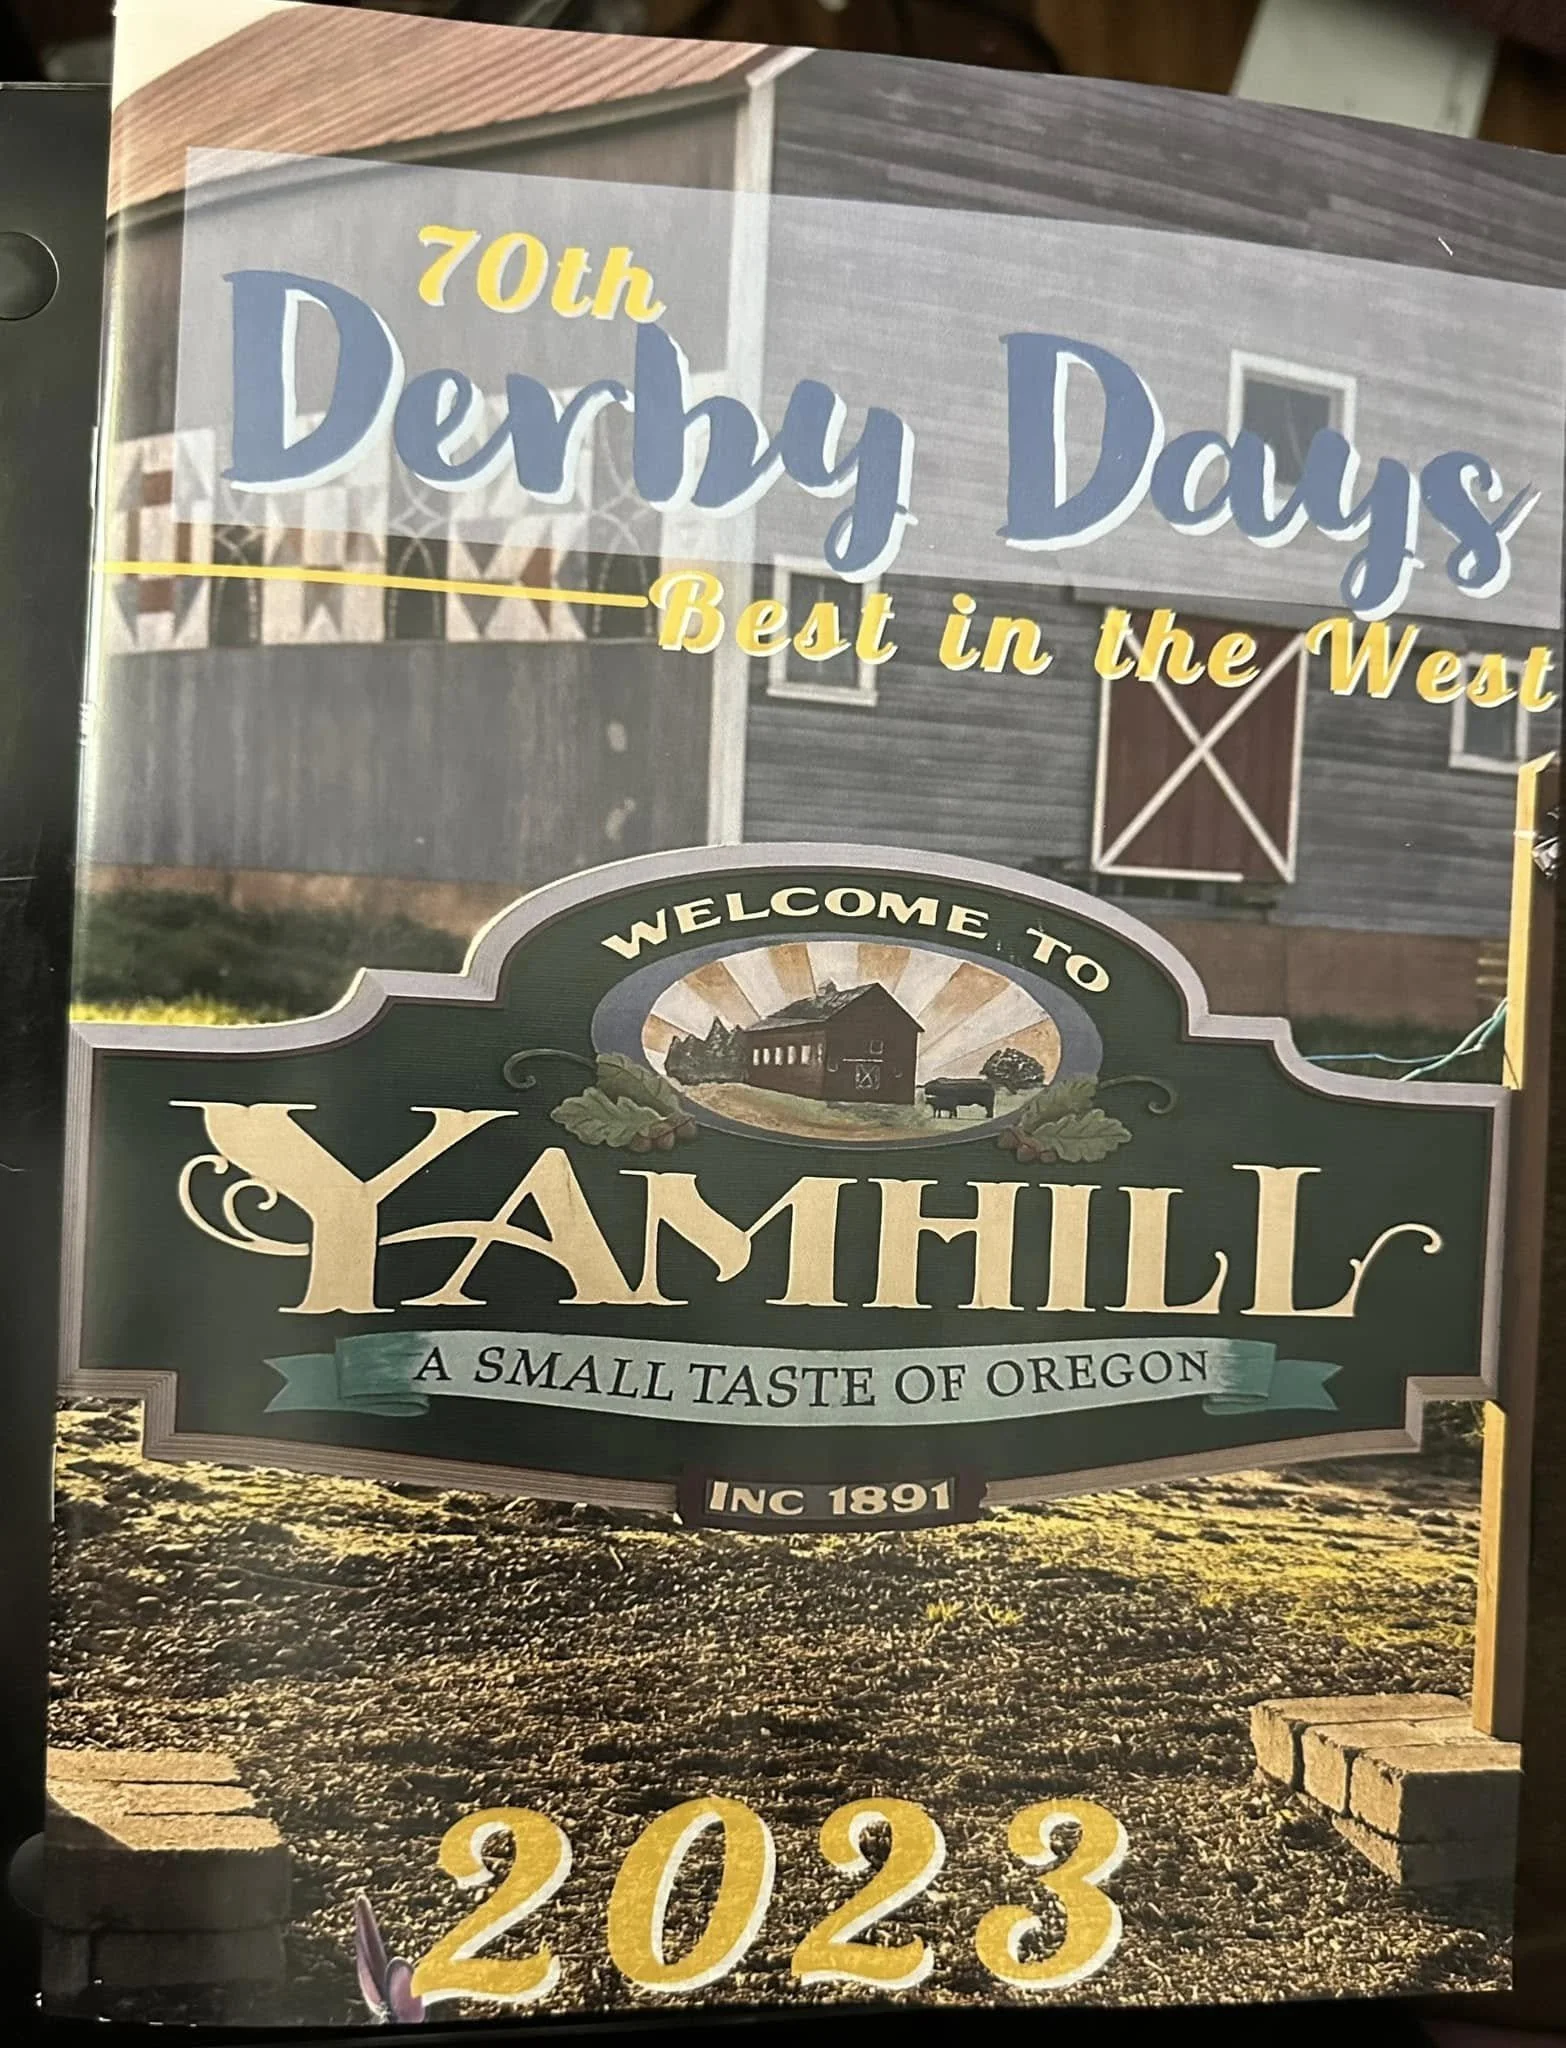 70th
Derby Days
Best in the West
WELCOME TO
YAMHILL
A SMALL TASTE OF OREGON
INC 1891
2023